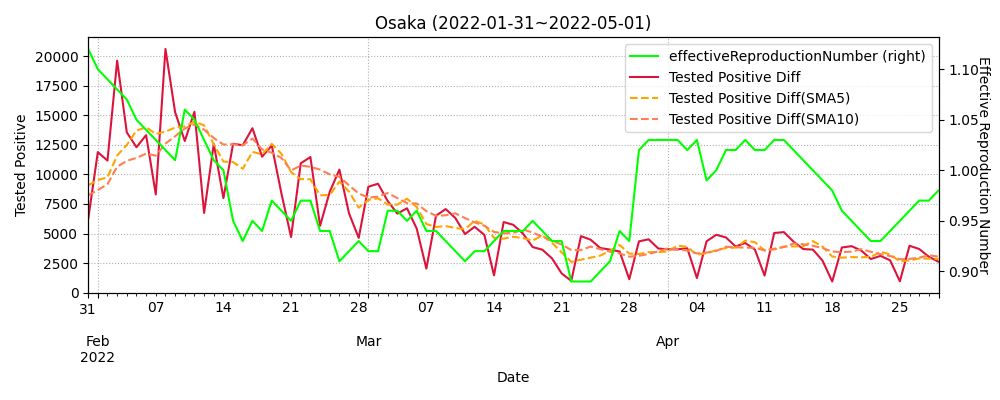 Osaka (2022-01-31~2022-05-01)
effectiveReproductionNumber (right)
Tested Positive Diff
Tested Positive Diff(SMA5)
Tested Positive Diff(SMA10)
Tested Positive
20000
17500
15000
12500
10000
7500
5000
2500
0
1.10
1.05
1.00
0.95
0.90
Effective Reproduction Number
31 07 14 21 28 07 14 21 28 04 11 18 25
Feb Mar Apr
2022
Date